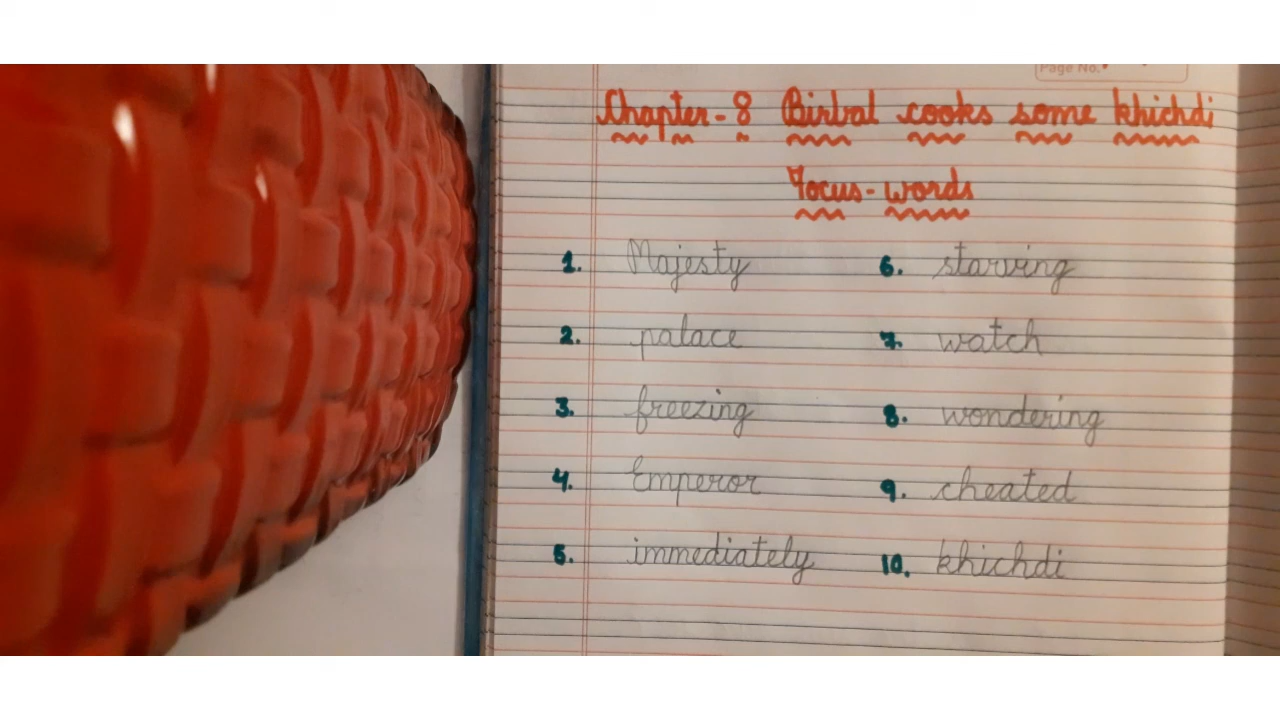 Page No.
Chapter-8 Birbal cooks some khichdi
Focus-words
1. Majesty
2. palace
3. freezing
4. Emperor
5. immediately
6. starving
7. watch
8. wondering
9. cheated
10. khichdi